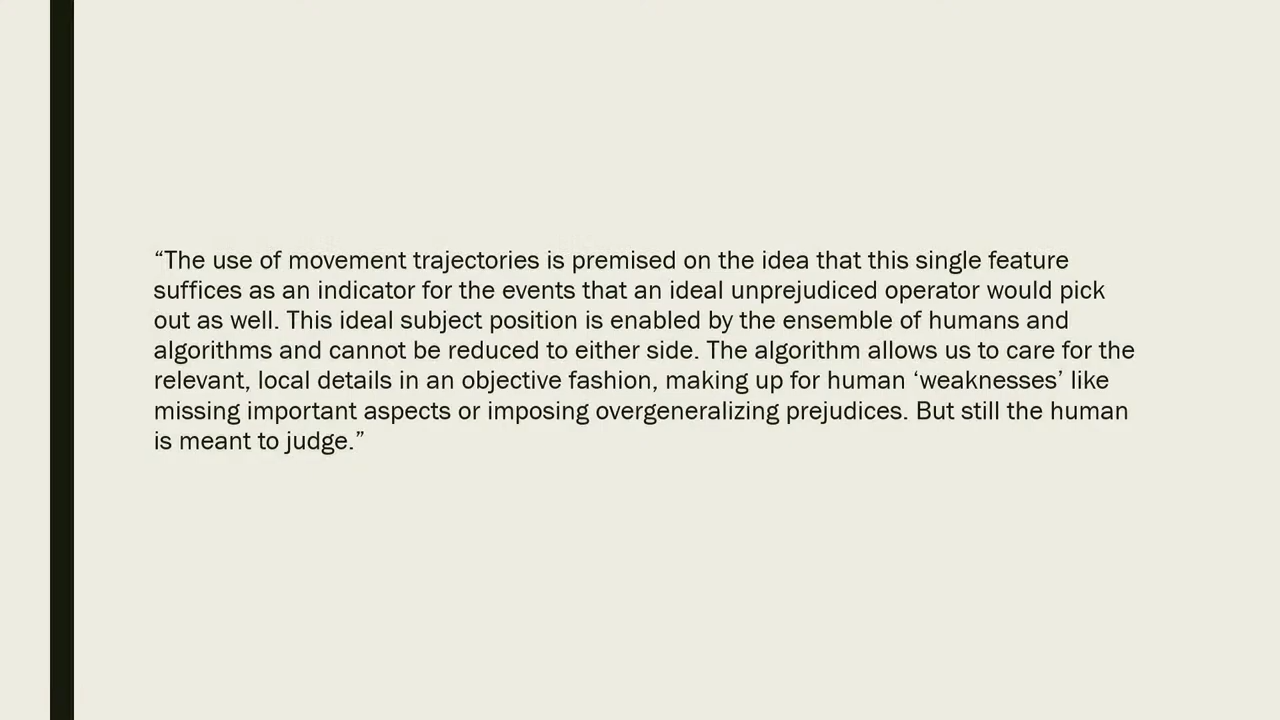 “The use of movement trajectories is premised on the idea that this single feature
suffices as an indicator for the events that an ideal unprejudiced operator would pick
out as well. This ideal subject position is enabled by the ensemble of humans and
algorithms and cannot be reduced to either side. The algorithm allows us to care for the
relevant, local details in an objective fashion, making up for human ‘weaknesses’ like
missing important aspects or imposing overgeneralizing prejudices. But still the human
is meant to judge.”